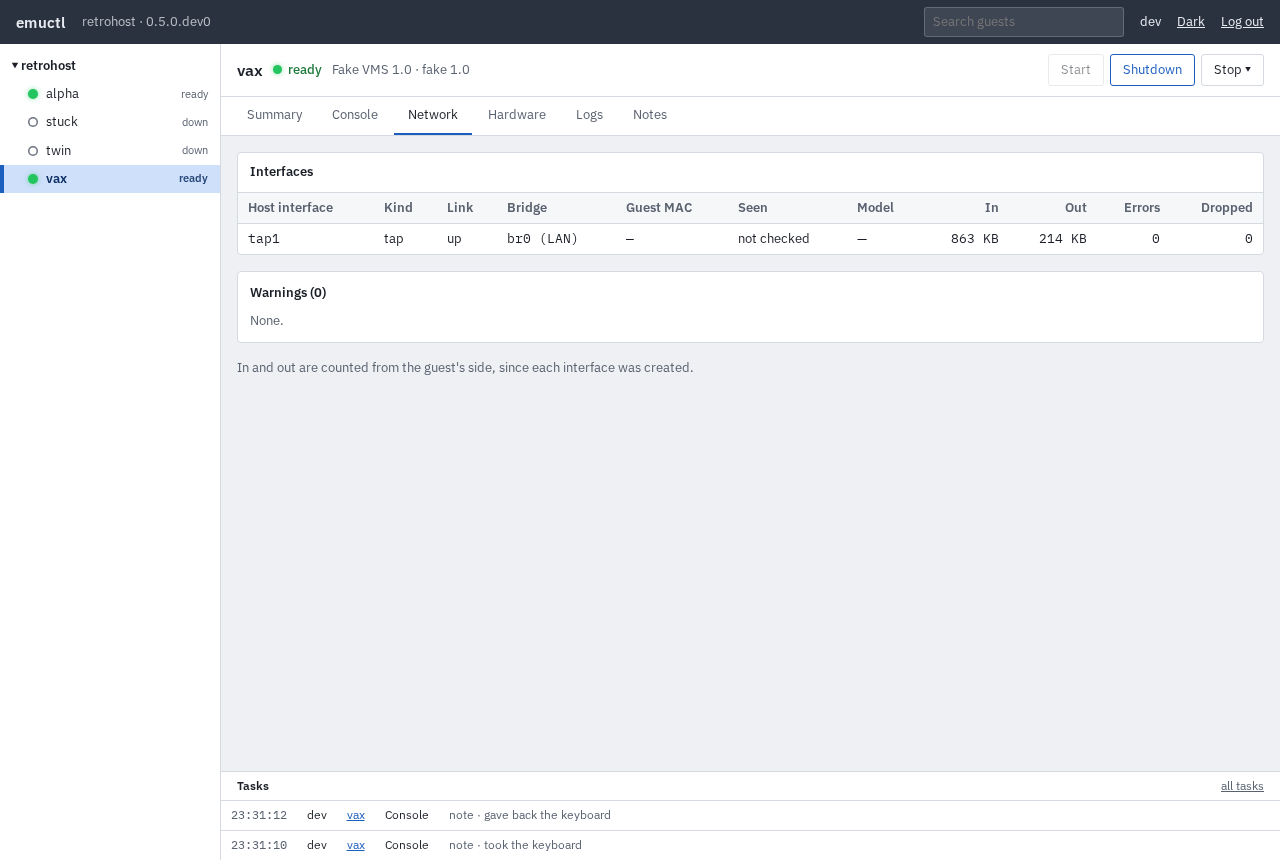 emuctl retrohost · 0.5.0.dev0 Search guests dev Dark Log out
▾ retrohost
alpha ready
stuck down
twin down
vax ready
vax ready Fake VMS 1.0 · fake 1.0 Start Shutdown Stop ▾
Summary Console Network Hardware Logs Notes
Interfaces
Host interface Kind Link Bridge Guest MAC Seen Model In Out Errors Dropped
tap1 tap up br0 (LAN) — not checked — 863 KB 214 KB 0 0
Warnings (0)
None.
In and out are counted from the guest's side, since each interface was created.
Tasks all tasks
23:31:12 dev vax Console note · gave back the keyboard
23:31:10 dev vax Console note · took the keyboard